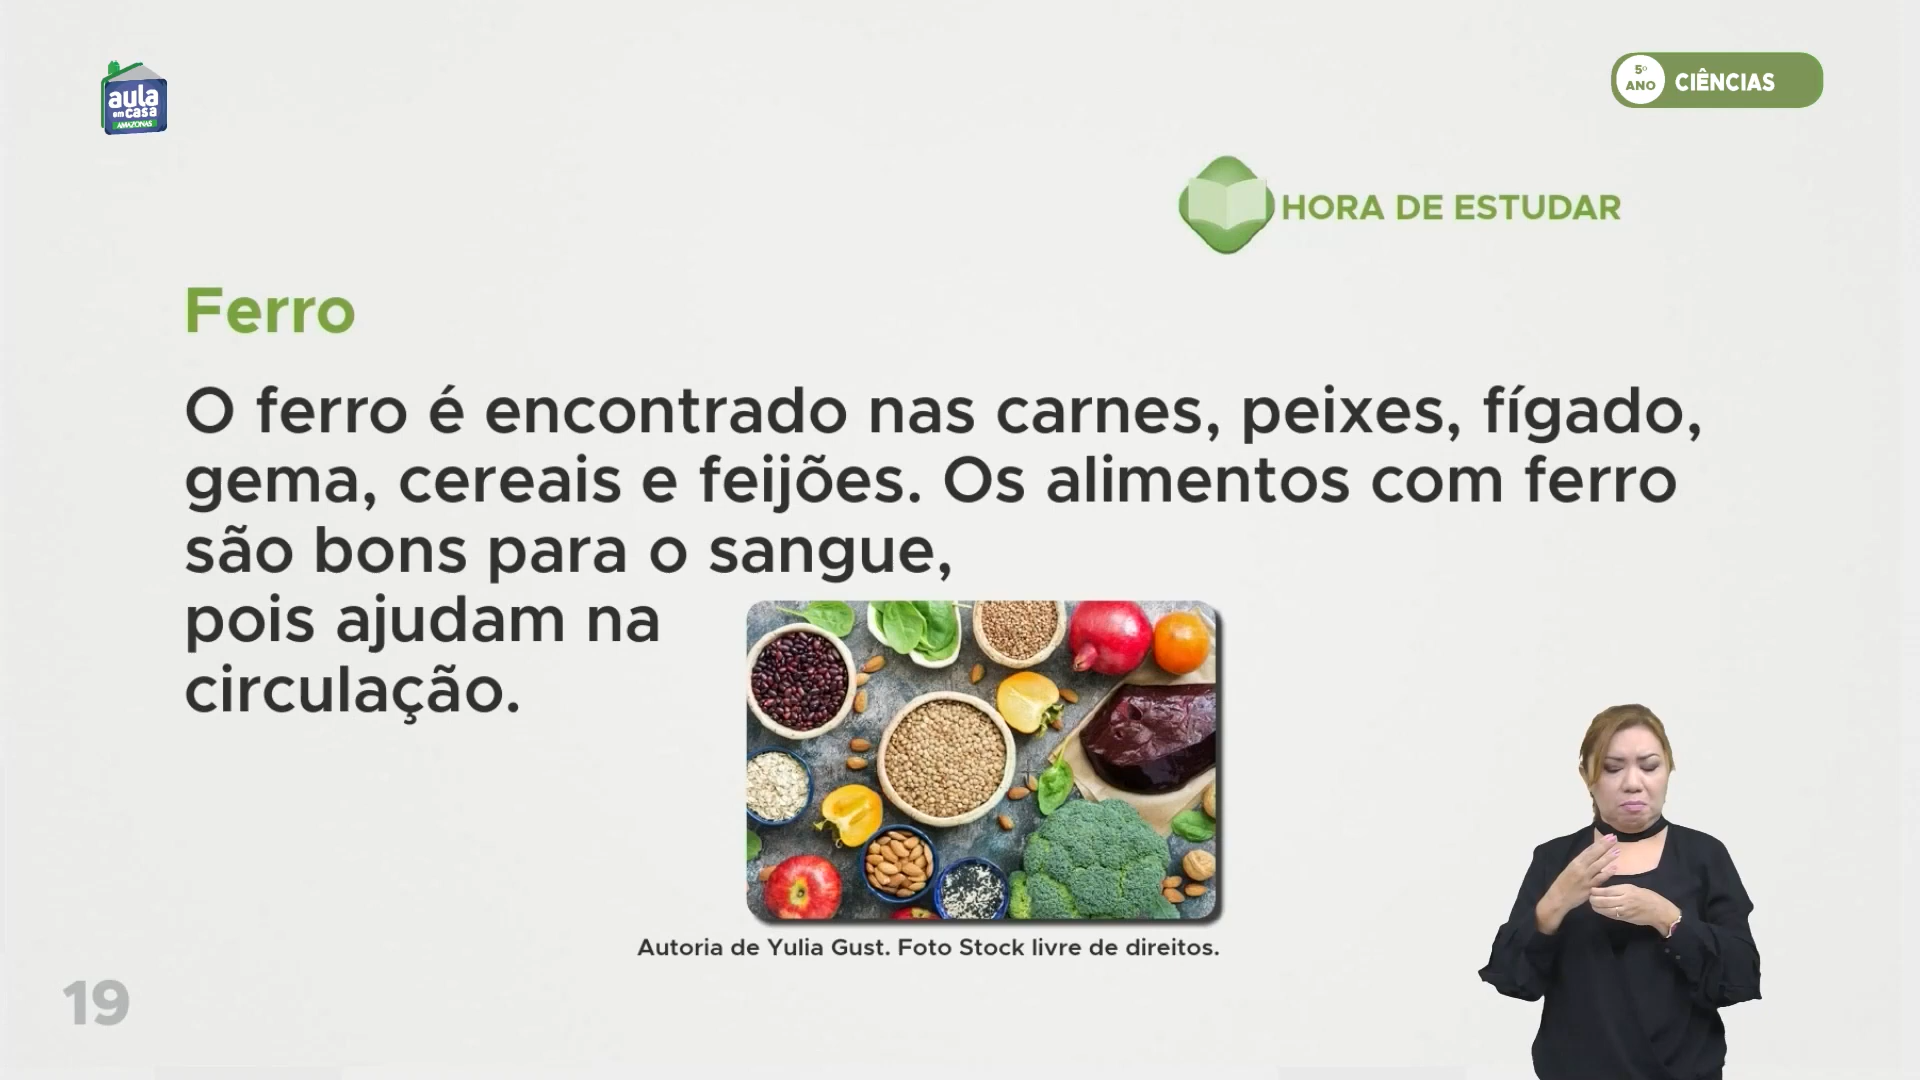 aula
em casa
AMAZONAS
5º
ANO
CIÊNCIAS
HORA DE ESTUDAR
Ferro
O ferro é encontrado nas carnes, peixes, fígado,
gema, cereais e feijões. Os alimentos com ferro
são bons para o sangue,
pois ajudam na
circulação.
Autoria de Yulia Gust. Foto Stock livre de direitos.
19